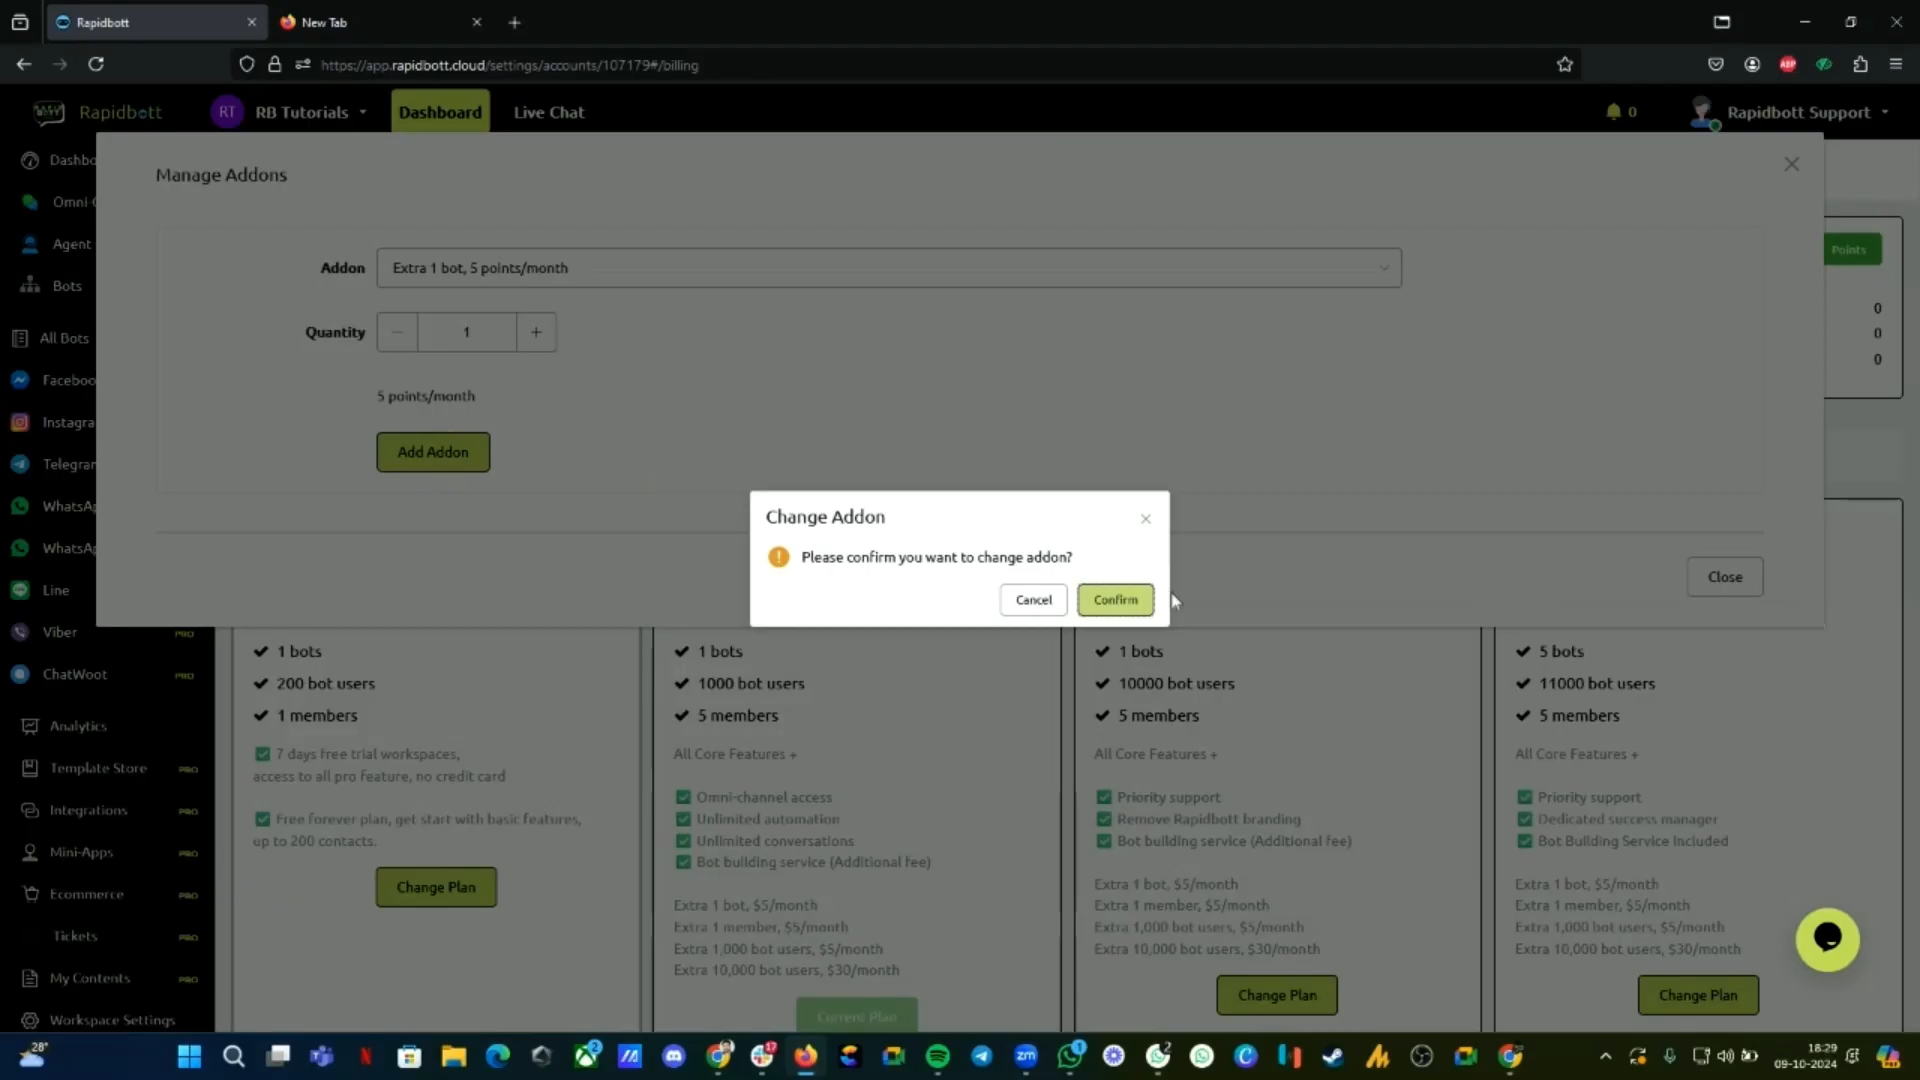 Rapidbott
New Tab
https://app.rapidbott.cloud/settings/accounts/107179#/billing
ABP
Rapidbott
RT
RB Tutorials
Dashboard
Live Chat
0
Rapidbott Support
Dashbo
Omni-C
Agent
Bots
All Bots
Faceboo
Instagra
Telegram
WhatsAp
WhatsAp
Line
Viber PRO
ChatWoot PRO
Analytics
Template Store PRO
Integrations PRO
Mini-Apps PRO
Ecommerce PRO
Tickets PRO
My Contents PRO
Workspace Settings
Manage Addons
Addon
Extra 1 bot, 5 points/month
Quantity
1
5 points/month
Add Addon
Close
Points
0
0
0
Change Addon
Please confirm you want to change addon?
Cancel
Confirm
1 bots
200 bot users
1 members
7 days free trial workspaces,
access to all pro feature, no credit card
Free forever plan, get start with basic features,
up to 200 contacts.
Change Plan
1 bots
1000 bot users
5 members
All Core Features +
Omni-channel access
Unlimited automation
Unlimited conversations
Bot building service (Additional fee)
Extra 1 bot, $5/month
Extra 1 member, $5/month
Extra 1,000 bot users, $5/month
Extra 10,000 bot users, $30/month
Current Plan
1 bots
10000 bot users
5 members
All Core Features +
Priority support
Remove Rapidbott branding
Bot building service (Additional fee)
Extra 1 bot, $5/month
Extra 1 member, $5/month
Extra 1,000 bot users, $5/month
Extra 10,000 bot users, $30/month
Change Plan
5 bots
11000 bot users
5 members
All Core Features +
Priority support
Dedicated success manager
Bot Building Service Included
Extra 1 bot, $5/month
Extra 1 member, $5/month
Extra 1,000 bot users, $5/month
Extra 10,000 bot users, $30/month
Change Plan
28°
2
17
zm
1
2
18:29
09-10-2024